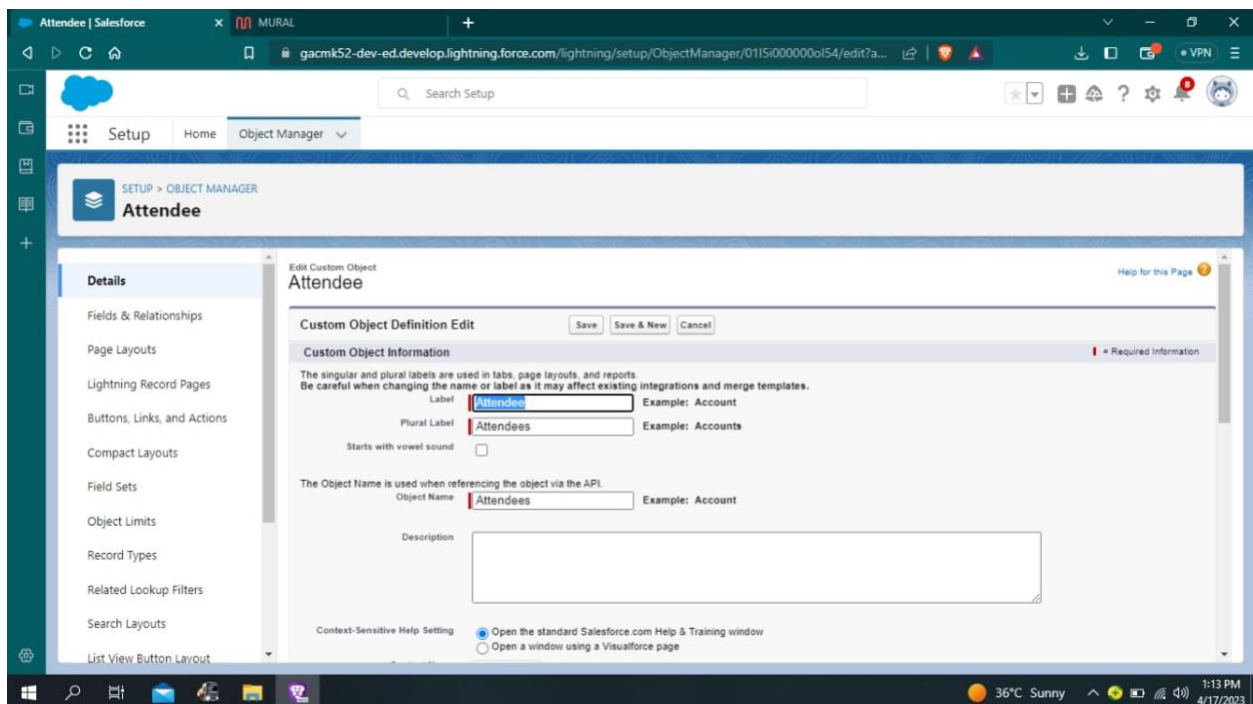 Attendee | Salesforce
MURAL
gacmk52-dev-ed.develop.lightning.force.com/lightning/setup/ObjectManager/01I5i000000oI54/edit?a...
VPN
Search Setup
8
Setup
Home
Object Manager
SETUP > OBJECT MANAGER
Attendee
Details
Fields & Relationships
Page Layouts
Lightning Record Pages
Buttons, Links, and Actions
Compact Layouts
Field Sets
Object Limits
Record Types
Related Lookup Filters
Search Layouts
List View Button Layout
Edit Custom Object
Attendee
Help for this Page
Custom Object Definition Edit
Save
Save & New
Cancel
Custom Object Information
= Required Information
The singular and plural labels are used in tabs, page layouts, and reports.
Be careful when changing the name or label as it may affect existing integrations and merge templates.
Label Attendee Example: Account
Plural Label Attendees Example: Accounts
Starts with vowel sound
The Object Name is used when referencing the object via the API.
Object Name Attendees Example: Account
Description
Context-Sensitive Help Setting
Open the standard Salesforce.com Help & Training window
Open a window using a Visualforce page
36°C Sunny
1:13 PM
4/17/2023